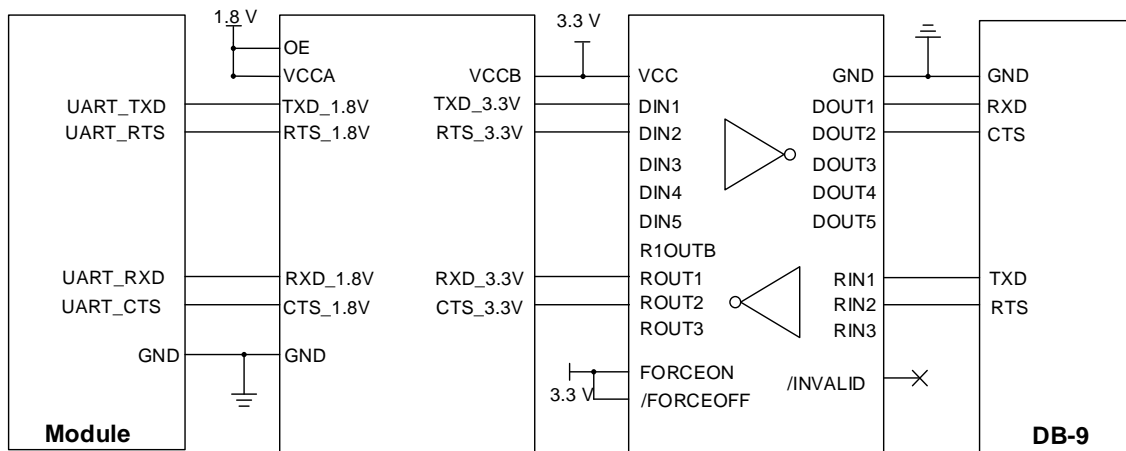 1.8 V
3.3 V
OE
VCCA
VCCB
VCC
GND
GND
UART_TXD
TXD_1.8V
TXD_3.3V
DIN1
DOUT1
RXD
UART_RTS
RTS_1.8V
RTS_3.3V
DIN2
DOUT2
CTS
DIN3
DOUT3
DIN4
DOUT4
DIN5
DOUT5
R1OUTB
UART_RXD
RXD_1.8V
RXD_3.3V
ROUT1
RIN1
TXD
UART_CTS
CTS_1.8V
CTS_3.3V
ROUT2
RIN2
RTS
ROUT3
RIN3
GND
GND
FORCEON
/INVALID
3.3 V
/FORCEOFF
Module
DB-9